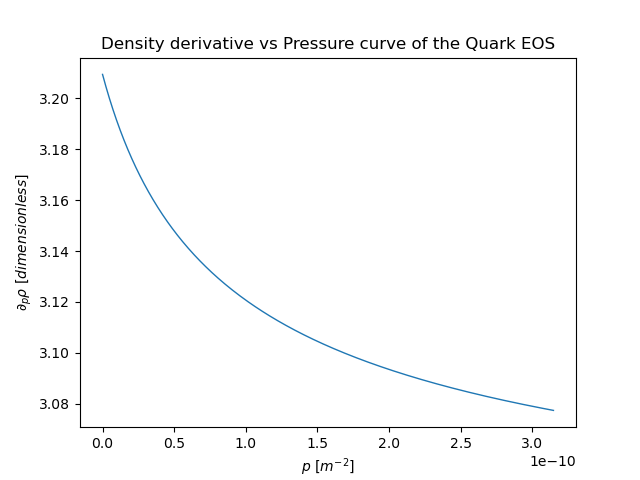 Density derivative vs Pressure curve of the Quark EOS
3.20
3.18
3.16
3.14
3.12
3.10
3.08
∂ₚρ [dimensionless]
0.0 0.5 1.0 1.5 2.0 2.5 3.0
1e−10
p [m⁻²]